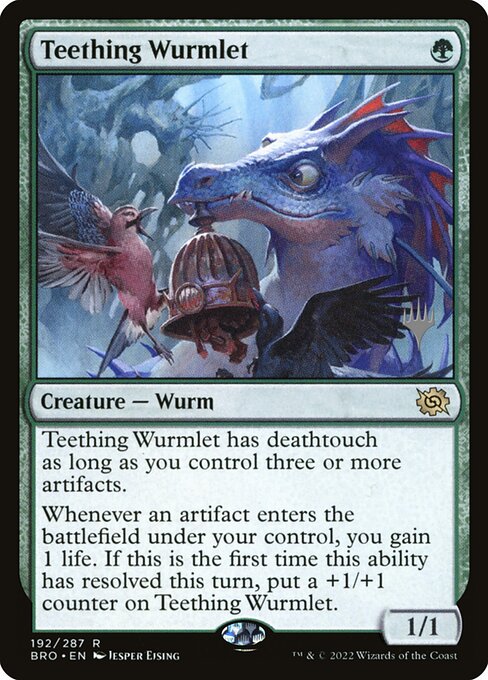 Teething Wurmlet
Creature — Wurm
Teething Wurmlet has deathtouch
as long as you control three or more
artifacts.
Whenever an artifact enters the
battlefield under your control, you gain
1 life. If this is the first time this ability
has resolved this turn, put a +1/+1
counter on Teething Wurmlet.
1/1
192/287 R
BRO • EN Jesper Ejsing
™ & © 2022 Wizards of the Coast